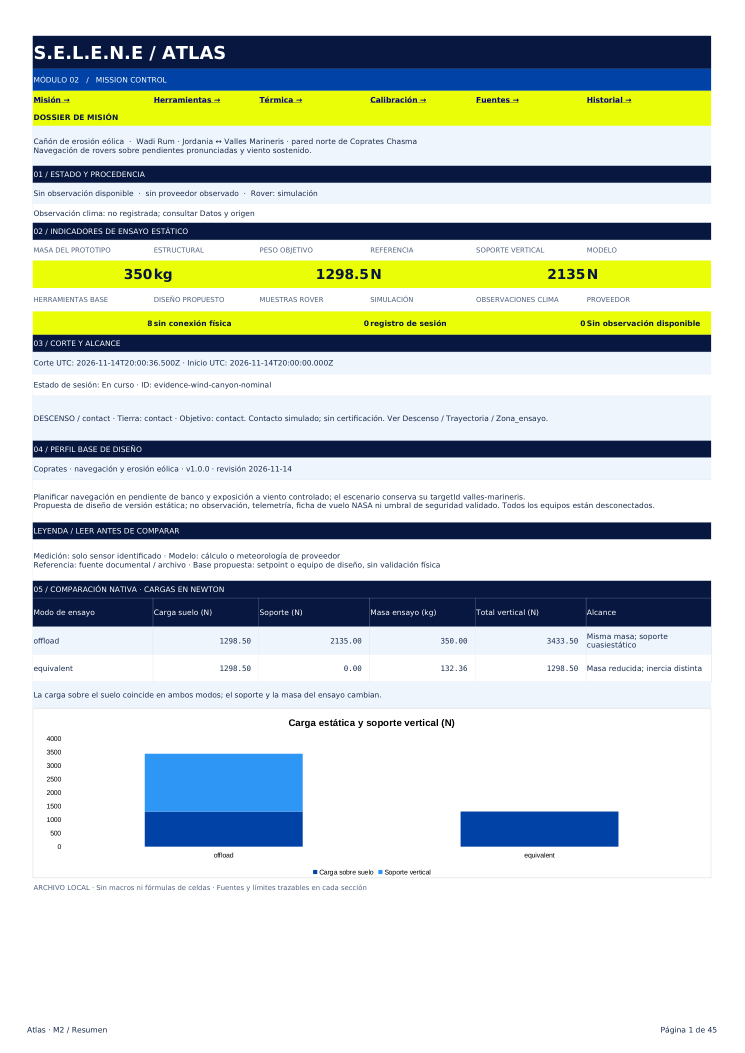 S.E.L.E.N.E / ATLAS
MÓDULO 02 / MISSION CONTROL
Misión → Herramientas → Térmica → Calibración → Fuentes → Historial →
DOSSIER DE MISIÓN
Cañón de erosión eólica · Wadi Rum · Jordania ↔ Valles Marineris · pared norte de Coprates Chasma
Navegación de rovers sobre pendientes pronunciadas y viento sostenido.
01 / ESTADO Y PROCEDENCIA
Sin observación disponible · sin proveedor observado · Rover: simulación
Observación clima: no registrada; consultar Datos y origen
02 / INDICADORES DE ENSAYO ESTÁTICO
MASA DEL PROTOTIPO ESTRUCTURAL PESO OBJETIVO REFERENCIA SOPORTE VERTICAL MODELO
350 kg 1298.5 N 2135 N
HERRAMIENTAS BASE DISEÑO PROPUESTO MUESTRAS ROVER SIMULACIÓN OBSERVACIONES CLIMA PROVEEDOR
8 sin conexión física 0 registro de sesión 0 Sin observación disponible
03 / CORTE Y ALCANCE
Corte UTC: 2026-11-14T20:00:36.500Z · Inicio UTC: 2026-11-14T20:00:00.000Z
Estado de sesión: En curso · ID: evidence-wind-canyon-nominal
DESCENSO / contact · Tierra: contact · Objetivo: contact. Contacto simulado; sin certificación. Ver Descenso / Trayectoria / Zona_ensayo.
04 / PERFIL BASE DE DISEÑO
Coprates · navegación y erosión eólica · v1.0.0 · revisión 2026-11-14
Planificar navegación en pendiente de banco y exposición a viento controlado; el escenario conserva su targetId valles-marineris.
Propuesta de diseño de versión estática; no observación, telemetría, ficha de vuelo NASA ni umbral de seguridad validado. Todos los equipos están desconectados.
LEYENDA / LEER ANTES DE COMPARAR
Medición: solo sensor identificado · Modelo: cálculo o meteorología de proveedor
Referencia: fuente documental / archivo · Base propuesta: setpoint o equipo de diseño, sin validación física
05 / COMPARACIÓN NATIVA · CARGAS EN NEWTON
Modo de ensayo Carga suelo (N) Soporte (N) Masa ensayo (kg) Total vertical (N) Alcance
offload 1298.50 2135.00 350.00 3433.50 Misma masa; soporte
cuasiestático
equivalent 1298.50 0.00 132.36 1298.50 Masa reducida; inercia distinta
La carga sobre el suelo coincide en ambos modos; el soporte y la masa del ensayo cambian.
Carga estática y soporte vertical (N)
4000
3500
3000
2500
2000
1500
1000
500
0
offload equivalent
Carga sobre suelo Soporte vertical
ARCHIVO LOCAL · Sin macros ni fórmulas de celdas · Fuentes y límites trazables en cada sección
Atlas · M2 / Resumen Página 1 de 45